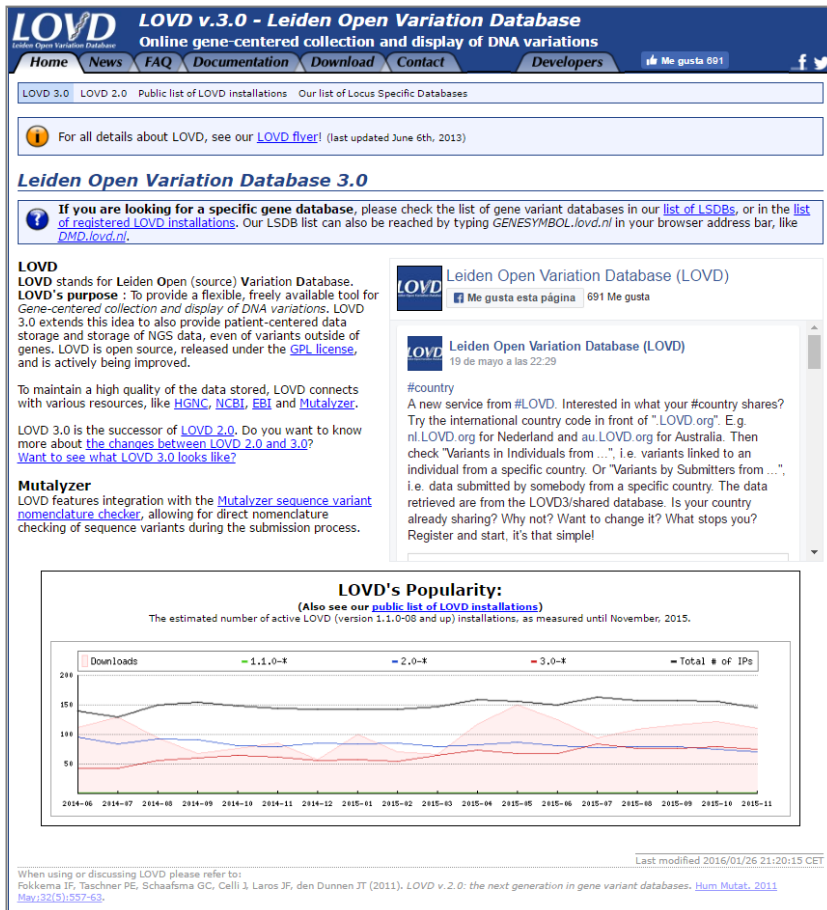 LOVD
Leiden Open Variation Database
LOVD v.3.0 - Leiden Open Variation Database
Online gene-centered collection and display of DNA variations
Home News FAQ Documentation Download Contact Developers Me gusta 691
LOVD 3.0 LOVD 2.0 Public list of LOVD installations Our list of Locus Specific Databases
For all details about LOVD, see our LOVD flyer! (last updated June 6th, 2013)
Leiden Open Variation Database 3.0
If you are looking for a specific gene database, please check the list of gene variant databases in our list of LSDBs, or in the list
of registered LOVD installations. Our LSDB list can also be reached by typing GENESYMBOL.lovd.nl in your browser address bar, like
DMD.lovd.nl.
LOVD
LOVD stands for Leiden Open (source) Variation Database.
LOVD's purpose : To provide a flexible, freely available tool for
Gene-centered collection and display of DNA variations. LOVD
3.0 extends this idea to also provide patient-centered data
storage and storage of NGS data, even of variants outside of
genes. LOVD is open source, released under the GPL license,
and is actively being improved.
To maintain a high quality of the data stored, LOVD connects
with various resources, like HGNC, NCBI, EBI and Mutalyzer.
LOVD 3.0 is the successor of LOVD 2.0. Do you want to know
more about the changes between LOVD 2.0 and 3.0?
Want to see what LOVD 3.0 looks like?
Mutalyzer
LOVD features integration with the Mutalyzer sequence variant
nomenclature checker, allowing for direct nomenclature
checking of sequence variants during the submission process.
LOVD
Leiden Open Variation Database (LOVD)
Me gusta esta página 691 Me gusta
LOVD
Leiden Open Variation Database (LOVD)
19 de mayo a las 22:29
#country
A new service from #LOVD. Interested in what your #country shares?
Try the international country code in front of ".LOVD.org". E.g.
nl.LOVD.org for Nederland and au.LOVD.org for Australia. Then
check "Variants in Individuals from ...", i.e. variants linked to an
individual from a specific country. Or "Variants by Submitters from ...",
i.e. data submitted by somebody from a specific country. The data
retrieved are from the LOVD3/shared database. Is your country
already sharing? Why not? Want to change it? What stops you?
Register and start, it's that simple!
LOVD's Popularity:
(Also see our public list of LOVD installations)
The estimated number of active LOVD (version 1.1.0-08 and up) installations, as measured until November, 2015.
Downloads 1.1.0-* 2.0-* 3.0-* Total # of IPs
200
150
100
50
2014-06 2014-07 2014-08 2014-09 2014-10 2014-11 2014-12 2015-01 2015-02 2015-03 2015-04 2015-05 2015-06 2015-07 2015-08 2015-09 2015-10 2015-11
Last modified 2016/01/26 21:20:15 CET
When using or discussing LOVD please refer to:
Fokkema IF, Taschner PE, Schaafsma GC, Celli J, Laros JF, den Dunnen JT (2011). LOVD v.2.0: the next generation in gene variant databases. Hum Mutat. 2011
May;32(5):557-63.